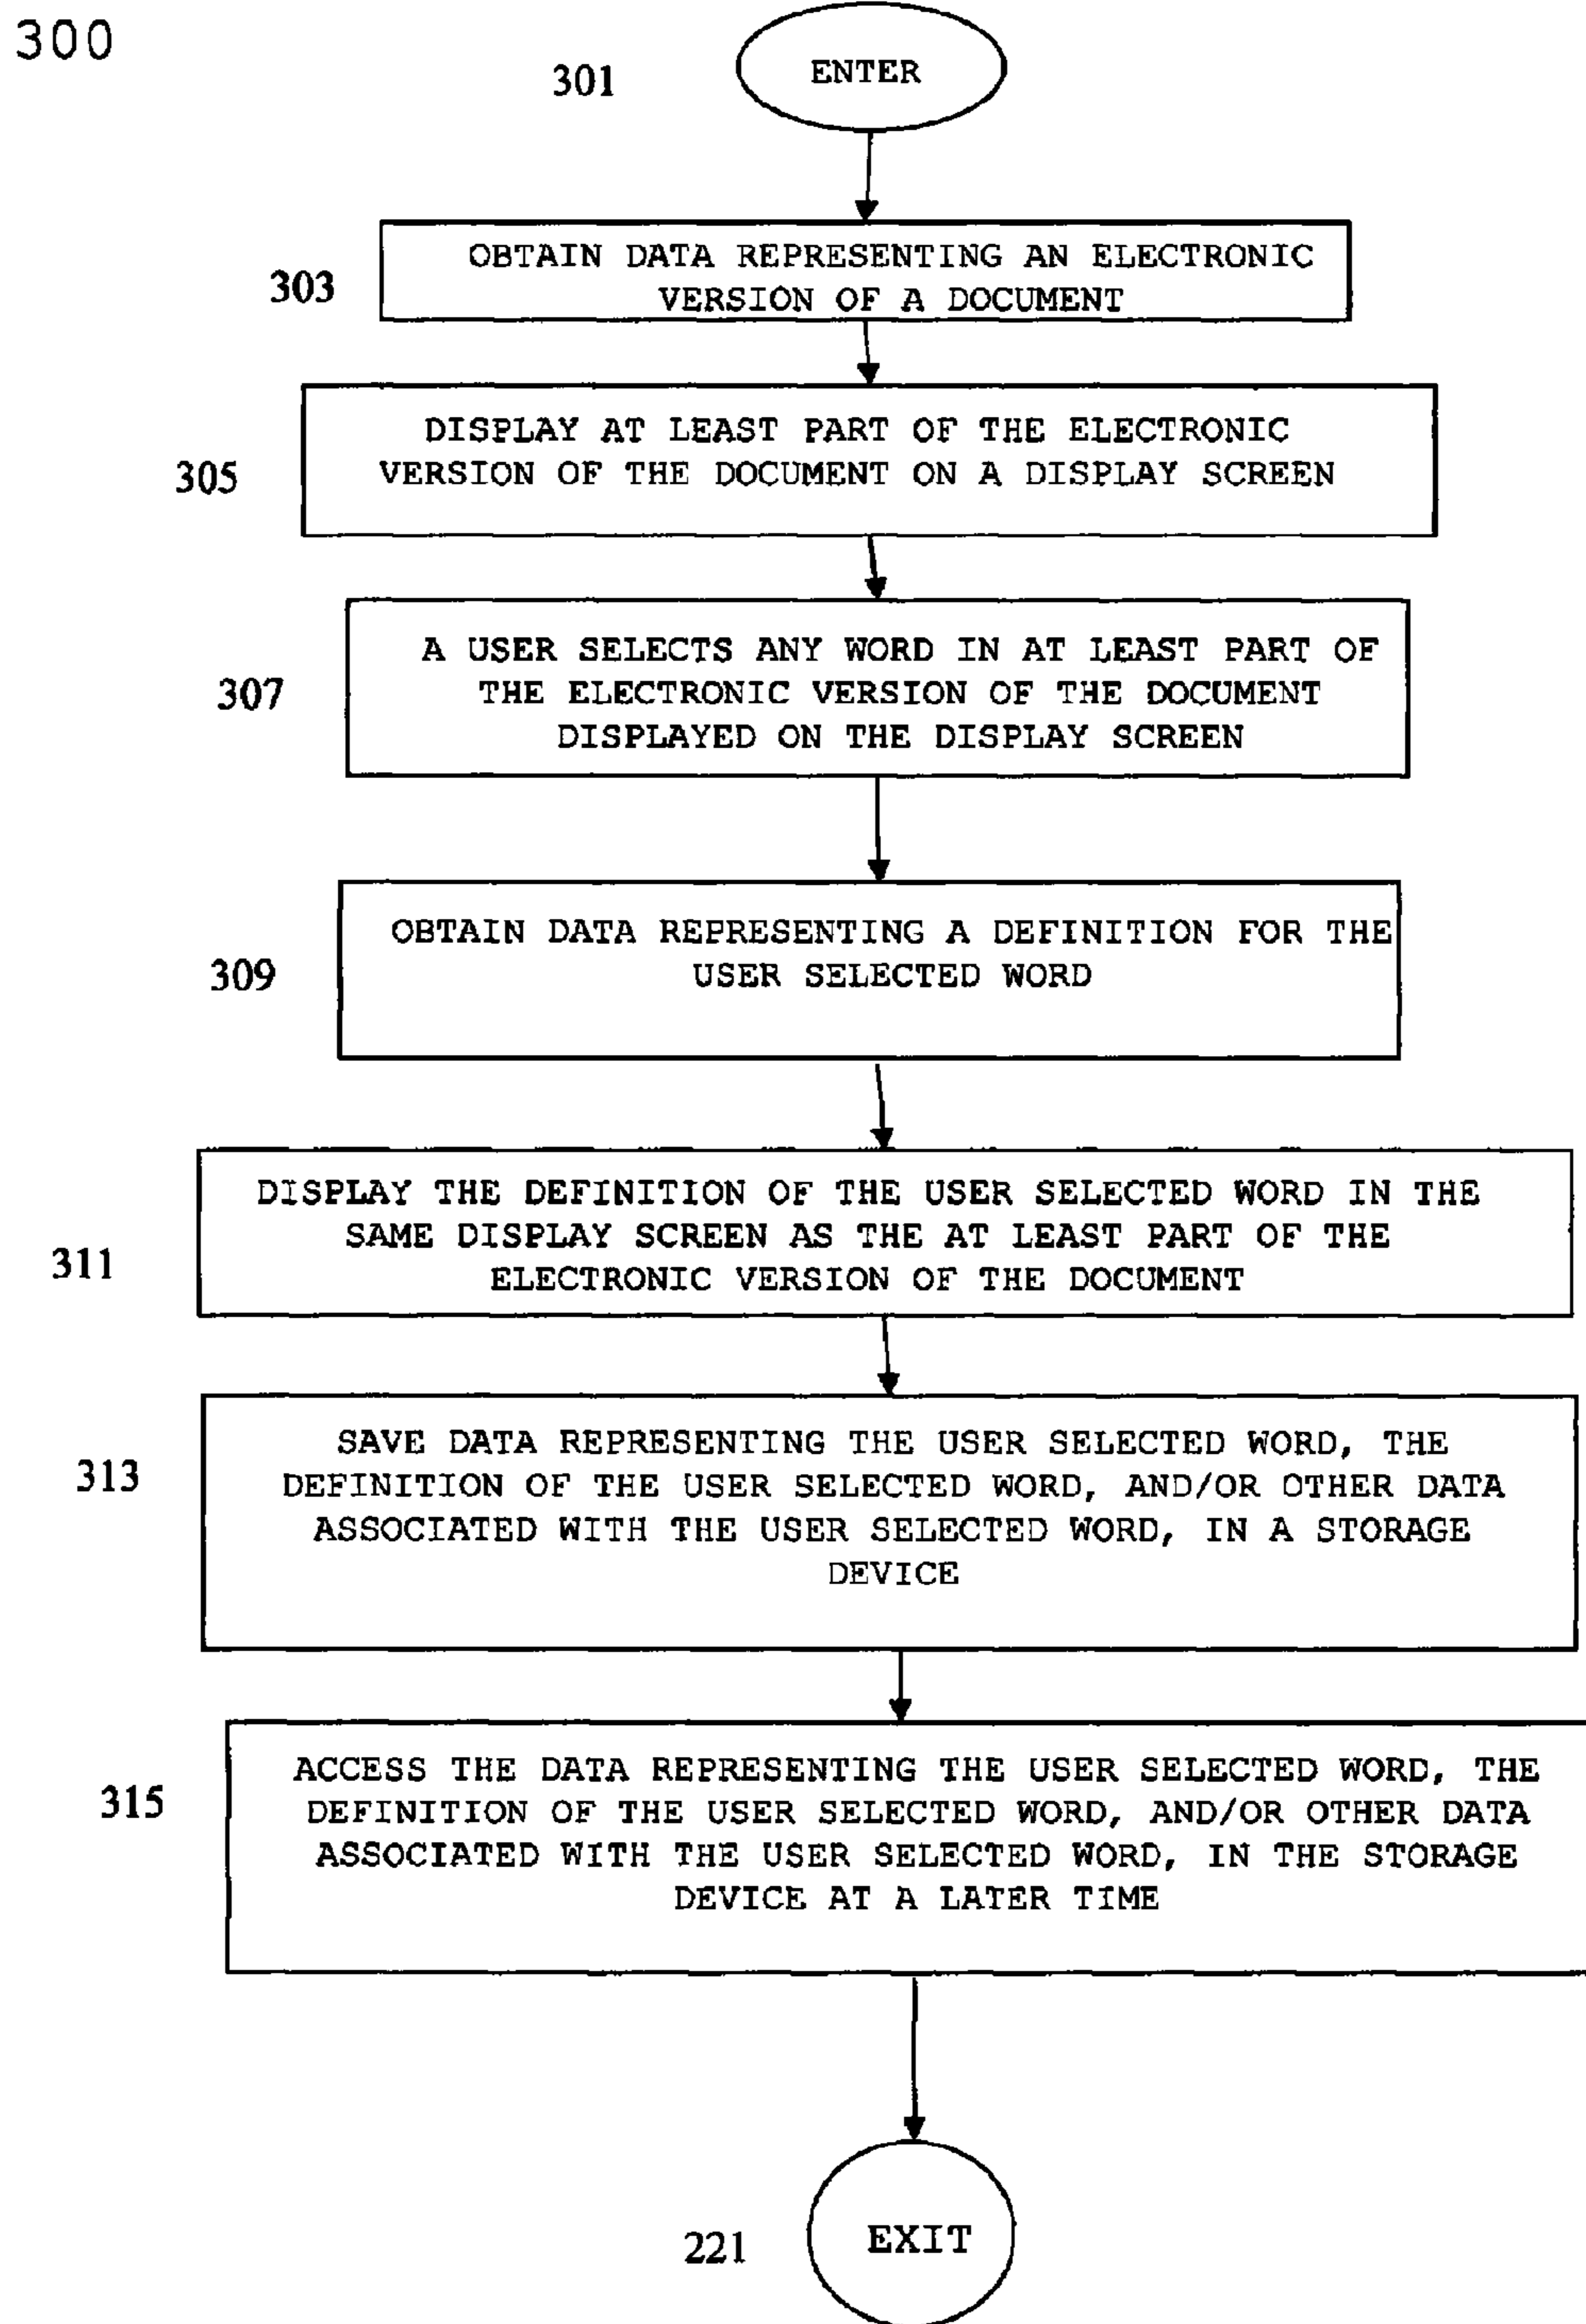 300
301
ENTER
303
OBTAIN DATA REPRESENTING AN ELECTRONIC
VERSION OF A DOCUMENT
305
DISPLAY AT LEAST PART OF THE ELECTRONIC
VERSION OF THE DOCUMENT ON A DISPLAY SCREEN
307
A USER SELECTS ANY WORD IN AT LEAST PART OF
THE ELECTRONIC VERSION OF THE DOCUMENT
DISPLAYED ON THE DISPLAY SCREEN
309
OBTAIN DATA REPRESENTING A DEFINITION FOR THE
USER SELECTED WORD
311
DISPLAY THE DEFINITION OF THE USER SELECTED WORD IN THE
SAME DISPLAY SCREEN AS THE AT LEAST PART OF THE
ELECTRONIC VERSION OF THE DOCUMENT
313
SAVE DATA REPRESENTING THE USER SELECTED WORD, THE
DEFINITION OF THE USER SELECTED WORD, AND/OR OTHER DATA
ASSOCIATED WITH THE USER SELECTED WORD, IN A STORAGE
DEVICE
315
ACCESS THE DATA REPRESENTING THE USER SELECTED WORD, THE
DEFINITION OF THE USER SELECTED WORD, AND/OR OTHER DATA
ASSOCIATED WITH THE USER SELECTED WORD, IN THE STORAGE
DEVICE AT A LATER TIME
221
EXIT